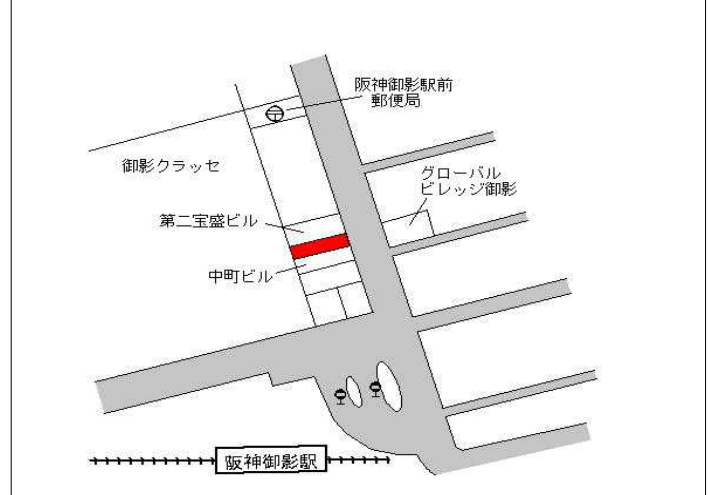 阪神御影駅前
郵便局
御影クラッセ
グローバル
ビレッジ御影
第二宝盛ビル
中町ビル
阪神御影駅